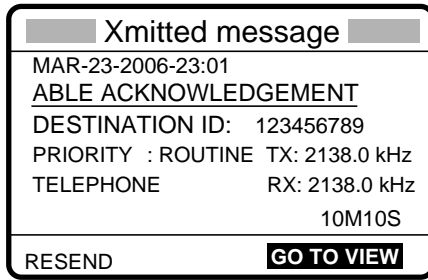 Xmitted message
MAR-23-2006-23:01
ABLE ACKNOWLEDGEMENT
DESTINATION ID: 123456789
PRIORITY : ROUTINE TX: 2138.0 kHz
TELEPHONE RX: 2138.0 kHz
10M10S
RESEND GO TO VIEW